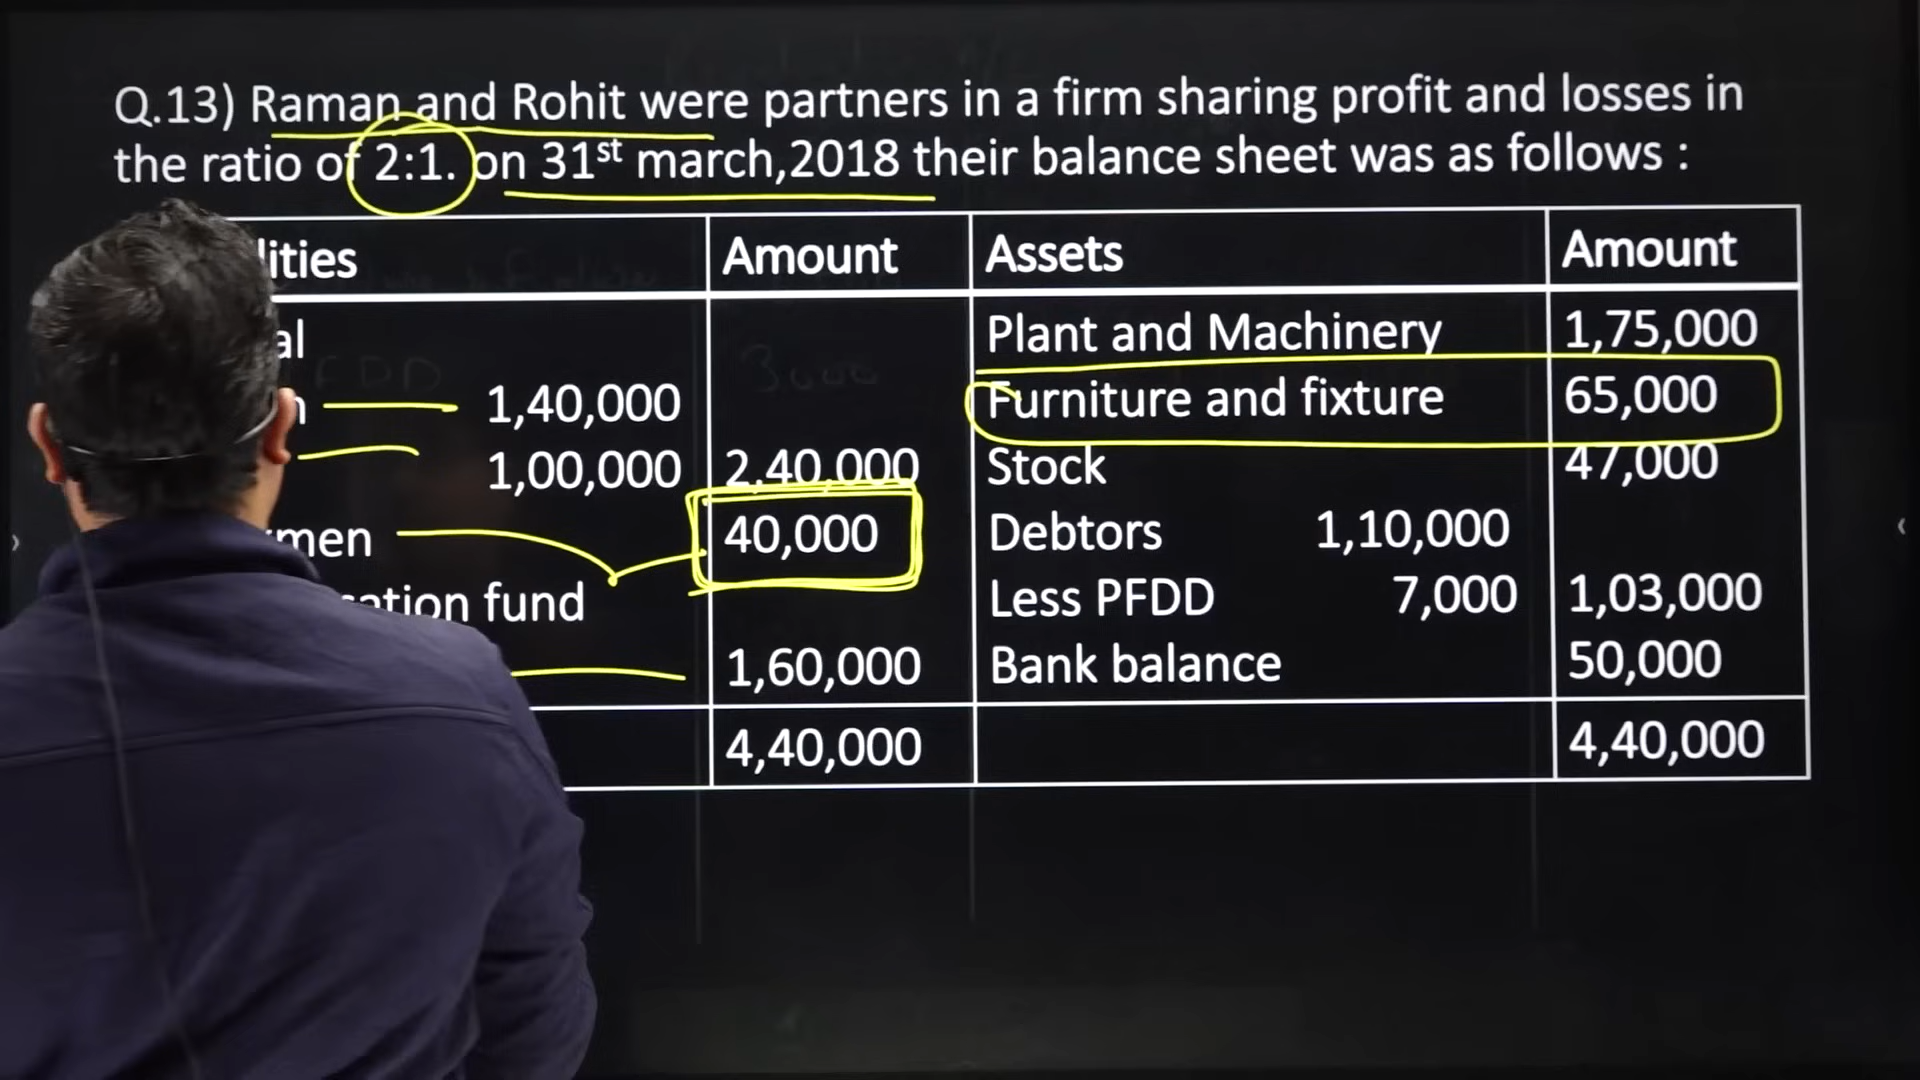 Q.13) Raman and Rohit were partners in a firm sharing profit and losses in
the ratio of 2:1. on 31st march,2018 their balance sheet was as follows :
Amount Assets Amount
Plant and Machinery 1,75,000
1,40,000 Furniture and fixture 65,000
1,00,000 2,40,000 Stock 47,000
40,000 Debtors 1,10,000
fund Less PFDD 7,000 1,03,000
1,60,000 Bank balance 50,000
4,40,000 4,40,000